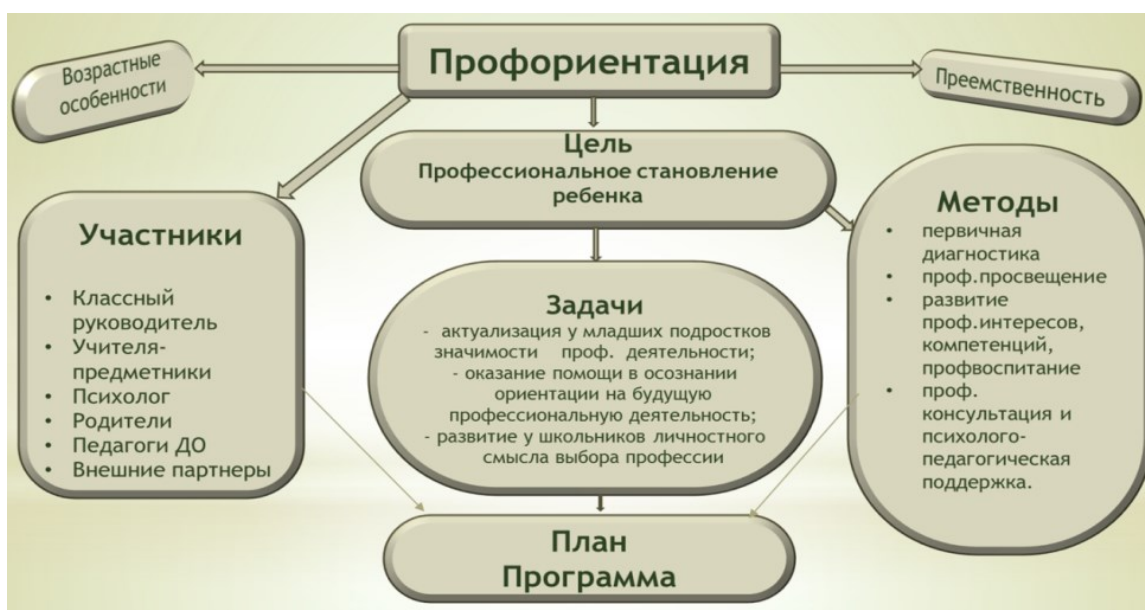 Профориентация
Возрастные
особенности
Преемственность
Цель
Профессиональное становление
ребенка
Участники
• Классный
руководитель
• Учителя-
предметники
• Психолог
• Родители
• Педагоги ДО
• Внешние партнеры
Задачи
- актуализация у младших подростков
значимости проф. деятельности;
- оказание помощи в осознании
ориентации на будущую
профессиональную деятельность;
- развитие у школьников личностного
смысла выбора профессии
Методы
• первичная
диагностика
• проф.просвещение
• развитие
проф.интересов,
компетенций,
профвоспитание
• проф.
консультация и
психолого-
педагогическая
поддержка.
План
Программа